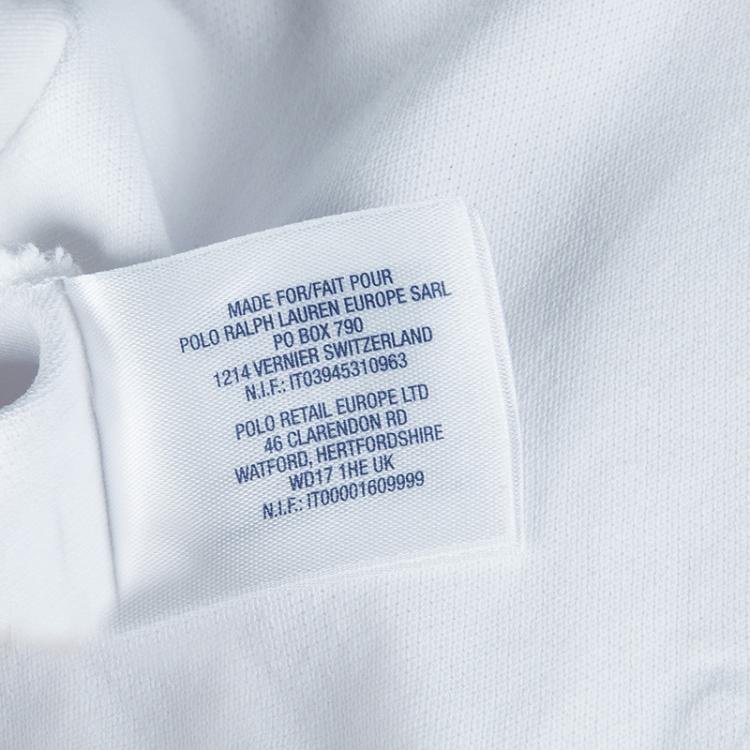 MADE FOR/FAIT POUR
POLO RALPH LAUREN EUROPE SARL
PO BOX 790
1214 VERNIER SWITZERLAND
N.I.F.: IT03945310963
POLO RETAIL EUROPE LTD
46 CLARENDON RD
WATFORD, HERTFORDSHIRE
WD17 1HE UK
N.I.F.: IT00001609999